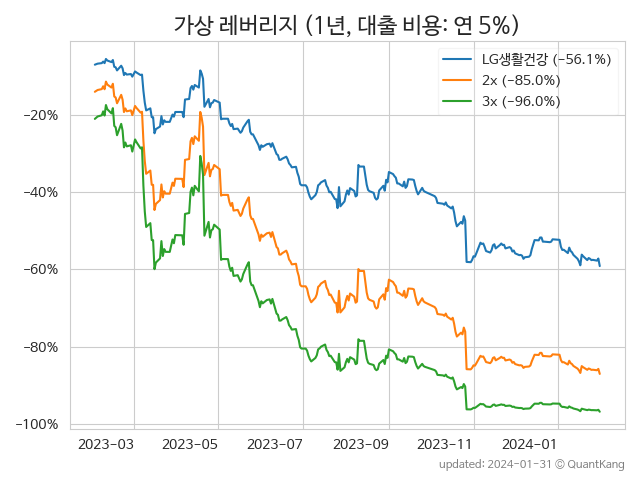 가상 레버리지 (1년, 대출 비용: 연 5%)
LG생활건강 (−56.1%)
2x (−85.0%)
3x (−96.0%)
−20%
−40%
−60%
−80%
−100%
2023-03 2023-05 2023-07 2023-09 2023-11 2024-01
updated: 2024-01-31 © QuantKang